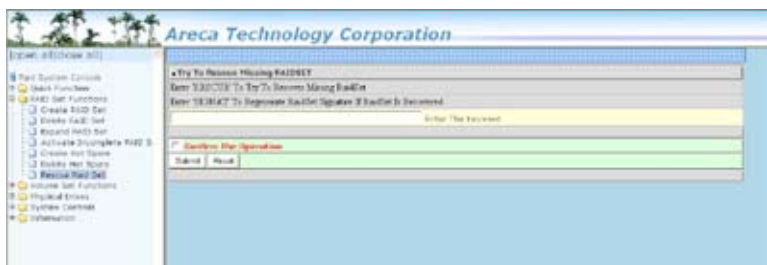 Areca Technology Corporation
[open all|close all]
Raid System Console
Quick Function
RAID Set Functions
Create RAID Set
Delete RAID Set
Expand RAID Set
Activate Incomplete RAID S
Create Hot Spare
Delete Hot Spare
Rescue Raid Set
Volume Set Functions
Physical Drives
System Controls
Information
Try To Rescue Missing RAIDSET
Enter 'RESCUE' To Try To Recover Missing RaidSet
Enter 'SIGNAT' To Regenerate RaidSet Signature If RaidSet Is Recovered
Enter The Keyword
Confirm The Operation
Submit Reset